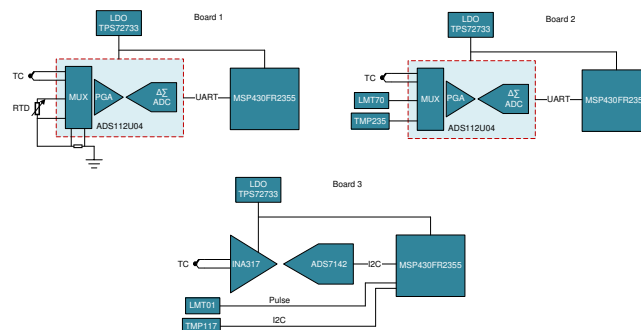 Board 1
LDO
TPS72733
TC
MUX
PGA
ΔΣ
ADC
UART
MSP430FR2355
RTD
ADS112U04
Board 2
LDO
TPS72733
TC
MUX
PGA
ΔΣ
ADC
UART
MSP430FR235
LMT70
TMP235
ADS112U04
Board 3
LDO
TPS72733
TC
INA317
ADS7142
I2C
MSP430FR2355
LMT01
Pulse
TMP117
I2C